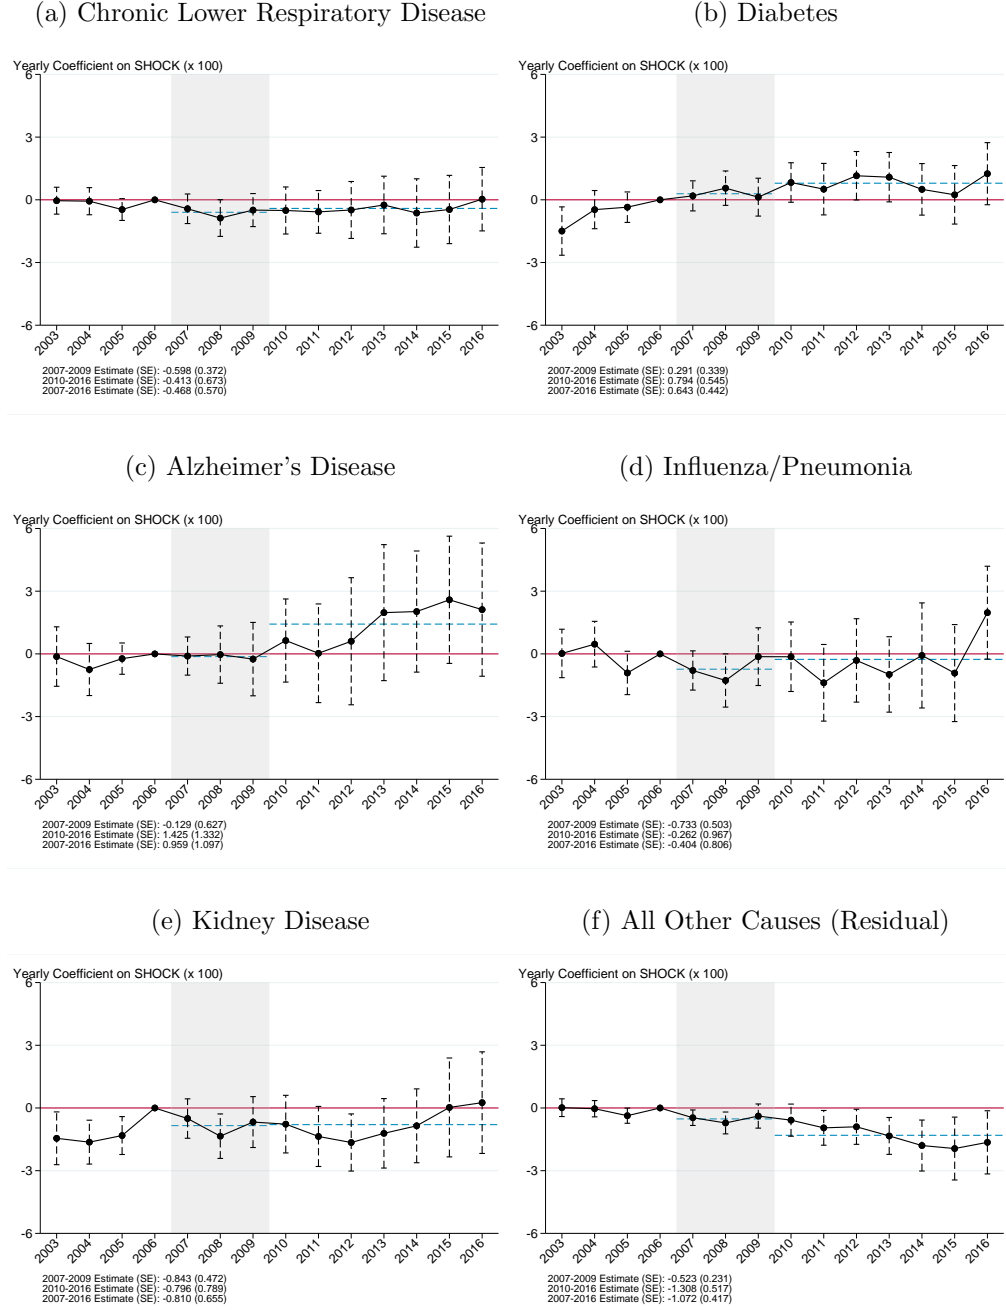 (a) Chronic Lower Respiratory Disease
Yearly Coefficient on SHOCK (x 100)
6
3
0
-3
-6
2003 2004 2005 2006 2007 2008 2009 2010 2011 2012 2013 2014 2015 2016
2007-2009 Estimate (SE): -0.598 (0.372)
2010-2016 Estimate (SE): -0.413 (0.673)
2007-2016 Estimate (SE): -0.468 (0.570)
(b) Diabetes
Yearly Coefficient on SHOCK (x 100)
6
3
0
-3
-6
2003 2004 2005 2006 2007 2008 2009 2010 2011 2012 2013 2014 2015 2016
2007-2009 Estimate (SE): 0.291 (0.339)
2010-2016 Estimate (SE): 0.794 (0.545)
2007-2016 Estimate (SE): 0.643 (0.442)
(c) Alzheimer's Disease
Yearly Coefficient on SHOCK (x 100)
6
3
0
-3
-6
2003 2004 2005 2006 2007 2008 2009 2010 2011 2012 2013 2014 2015 2016
2007-2009 Estimate (SE): -0.129 (0.627)
2010-2016 Estimate (SE): 1.425 (1.332)
2007-2016 Estimate (SE): 0.959 (1.097)
(d) Influenza/Pneumonia
Yearly Coefficient on SHOCK (x 100)
6
3
0
-3
-6
2003 2004 2005 2006 2007 2008 2009 2010 2011 2012 2013 2014 2015 2016
2007-2009 Estimate (SE): -0.733 (0.503)
2010-2016 Estimate (SE): -0.262 (0.967)
2007-2016 Estimate (SE): -0.404 (0.806)
(e) Kidney Disease
Yearly Coefficient on SHOCK (x 100)
6
3
0
-3
-6
2003 2004 2005 2006 2007 2008 2009 2010 2011 2012 2013 2014 2015 2016
2007-2009 Estimate (SE): -0.843 (0.472)
2010-2016 Estimate (SE): -0.796 (0.789)
2007-2016 Estimate (SE): -0.810 (0.655)
(f) All Other Causes (Residual)
Yearly Coefficient on SHOCK (x 100)
6
3
0
-3
-6
2003 2004 2005 2006 2007 2008 2009 2010 2011 2012 2013 2014 2015 2016
2007-2009 Estimate (SE): -0.523 (0.231)
2010-2016 Estimate (SE): -1.308 (0.517)
2007-2016 Estimate (SE): -1.072 (0.417)